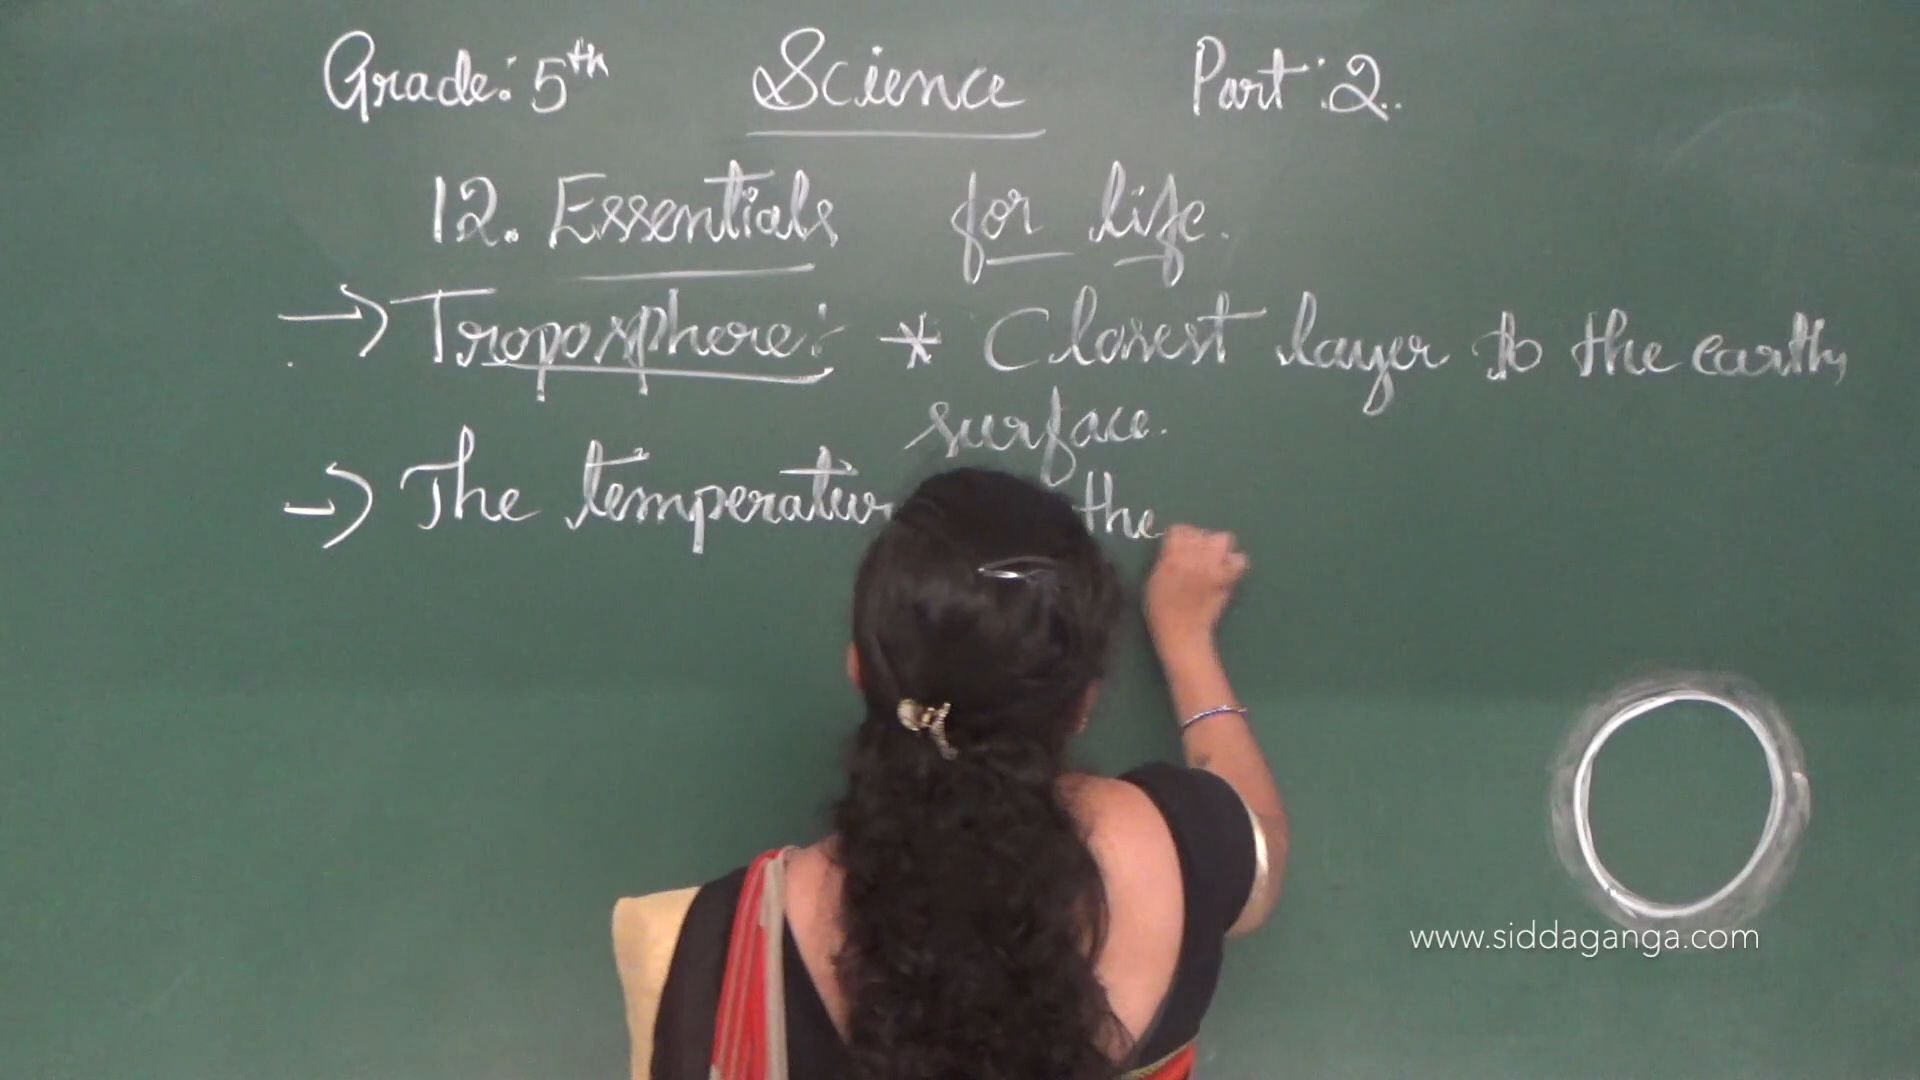 Grade: 5th Science Part: 2.
12. Essentials for life.
→ Troposphere: * Closest layer to the earth,
surface.
→ The the
www.siddaganga.com